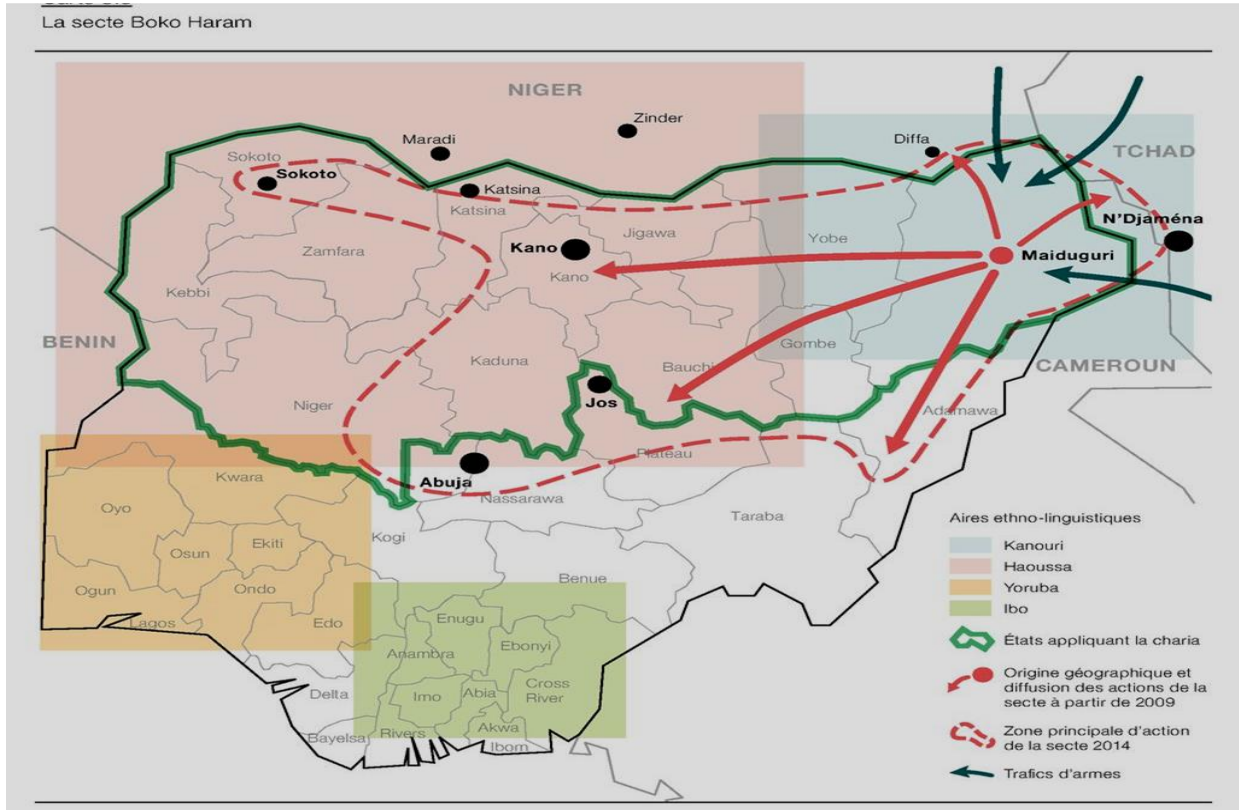 La secte Boko Haram
NIGER
Zinder
Maradi
Diffa
TCHAD
Sokoto
Sokoto
Katsina
Katsina
N'Djaména
Kano
Jigawa
Yobe
Maiduguri
Zamfara
Kano
Kebbi
BENIN
Gombe
CAMEROUN
Kaduna
Bauchi
Niger
Jos
Adamawa
Abuja
Plateau
Kwara
Nassarawa
Oyo
Taraba
Kogi
Osun
Ekiti
Benue
Ogun
Ondo
Lagos
Edo
Enugu
Anambra
Ebonyi
Delta
Imo
Abia
Cross
River
Bayelsa
Rivers
Akwa
Ibom
Aires ethno-linguistiques
Kanouri
Haoussa
Yoruba
Ibo
États appliquant la charia
Origine géographique et
diffusion des actions de la
secte à partir de 2009
Zone principale d'action
de la secte 2014
Trafics d'armes